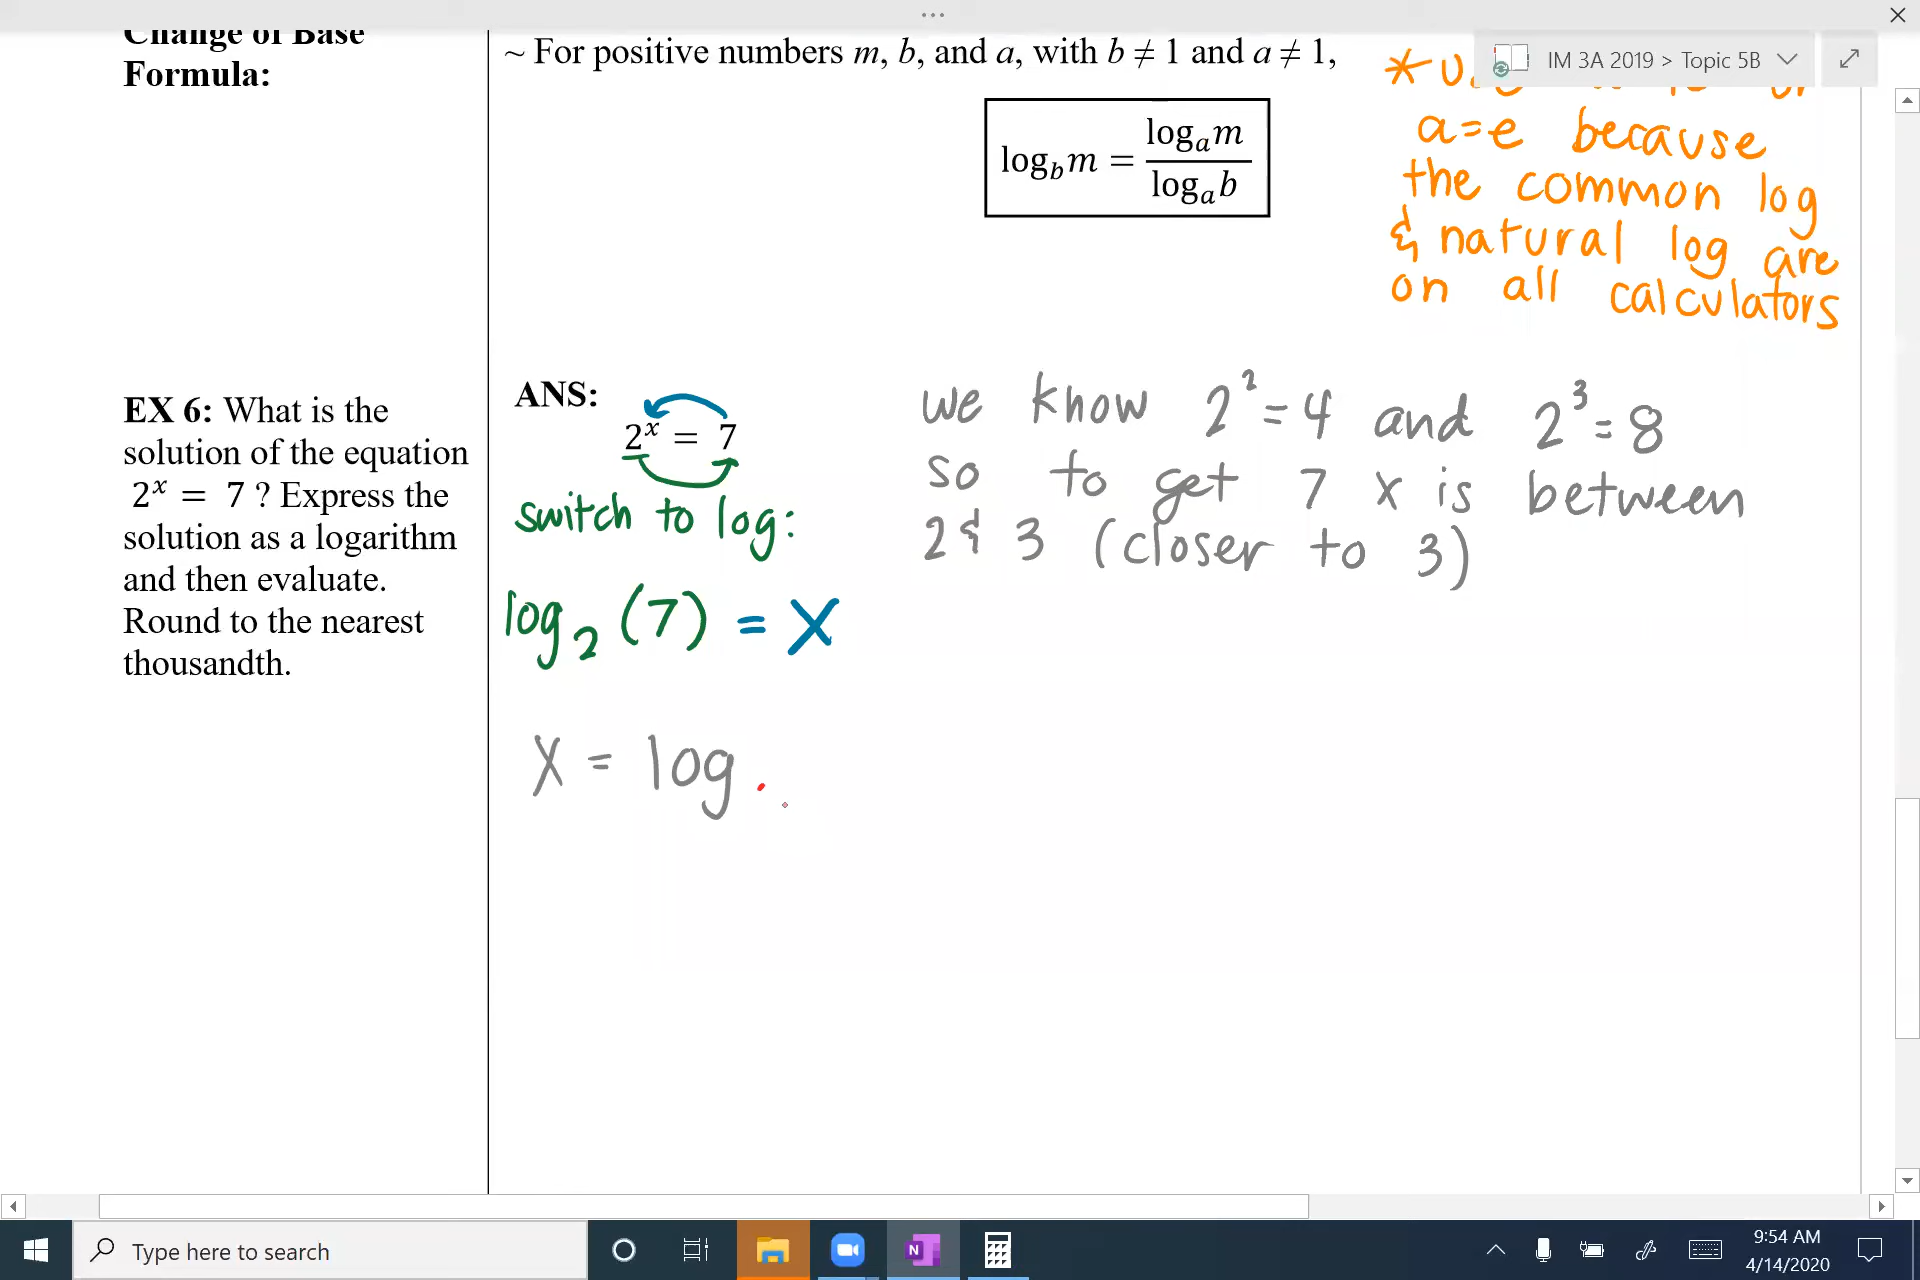 Change of Base
Formula:
~ For positive numbers m, b, and a, with b ≠ 1 and a ≠ 1,
log_b m = log_a m / log_a b
IM 3A 2019 > Topic 5B
a=e because
the common log
& natural log are
on all calculators
EX 6: What is the
solution of the equation
2^x = 7 ? Express the
solution as a logarithm
and then evaluate.
Round to the nearest
thousandth.
ANS:
2^x = 7
switch to log:
log_2 (7) = x
x = log
we know 2^2 = 4 and 2^3 = 8
so to get 7 x is between
2 & 3 (closer to 3)
Type here to search
9:54 AM
4/14/2020